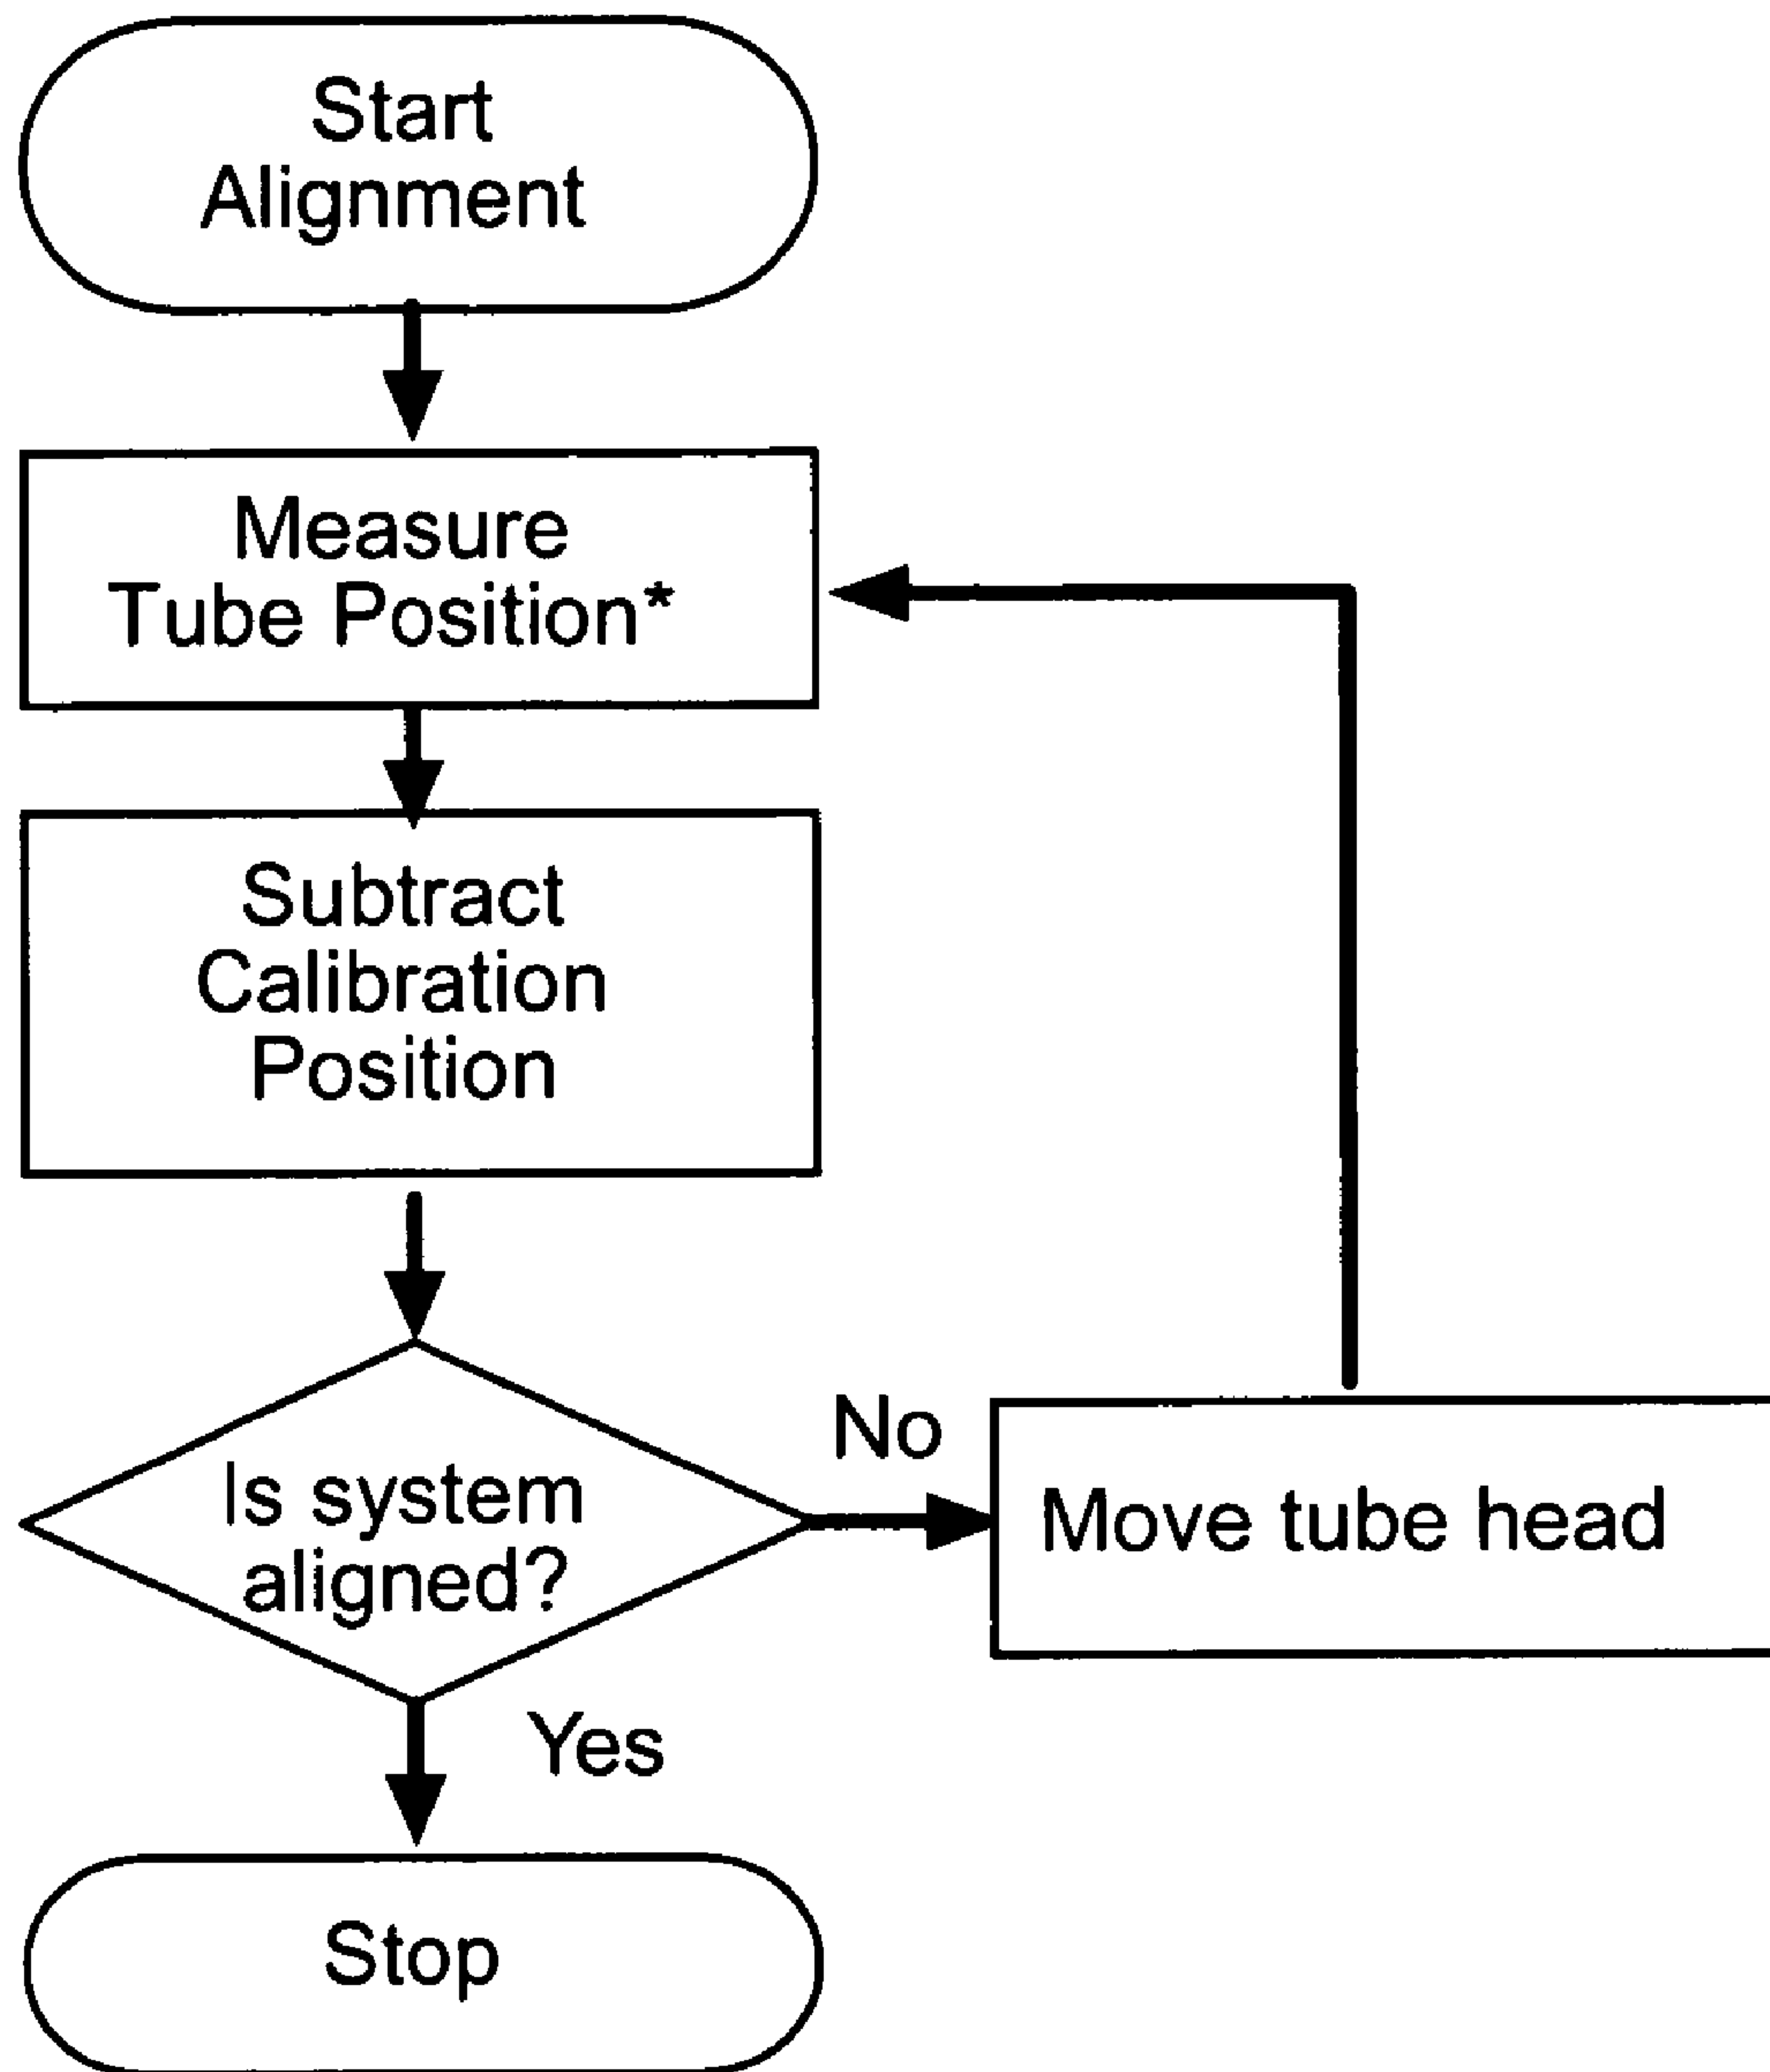 Start
Alignment
Measure
Tube Position*
Subtract
Calibration
Position
Is system
aligned?
No
Move tube head
Yes
Stop